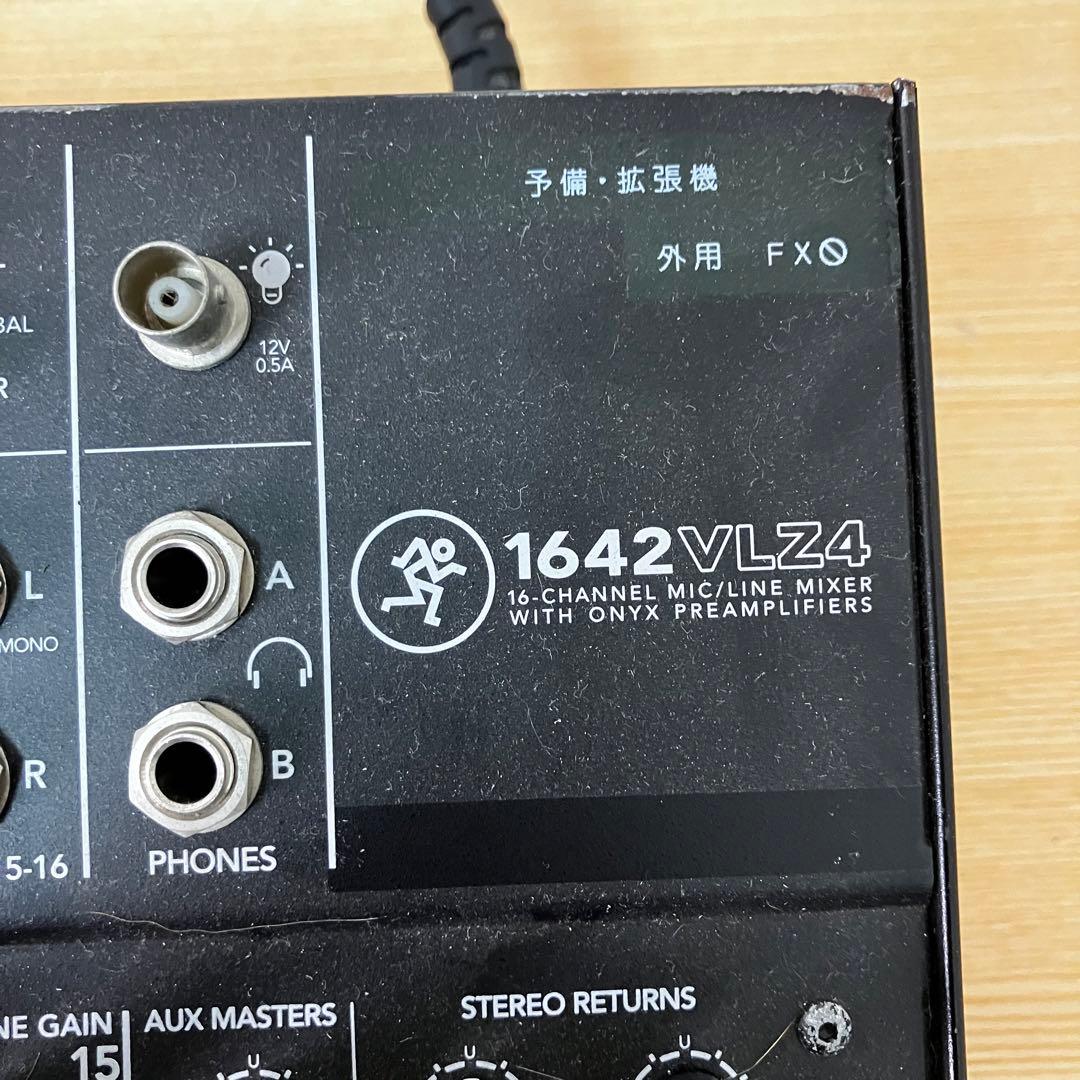 予備・拡張機
外用 FX🚫
12V
0.5A
BAL
R
1642VLZ4
16-CHANNEL MIC/LINE MIXER
WITH ONYX PREAMPLIFIERS
L
MONO
A
R
B
5-16
PHONES
NE GAIN
15
AUX MASTERS
STEREO RETURNS
U
U
U